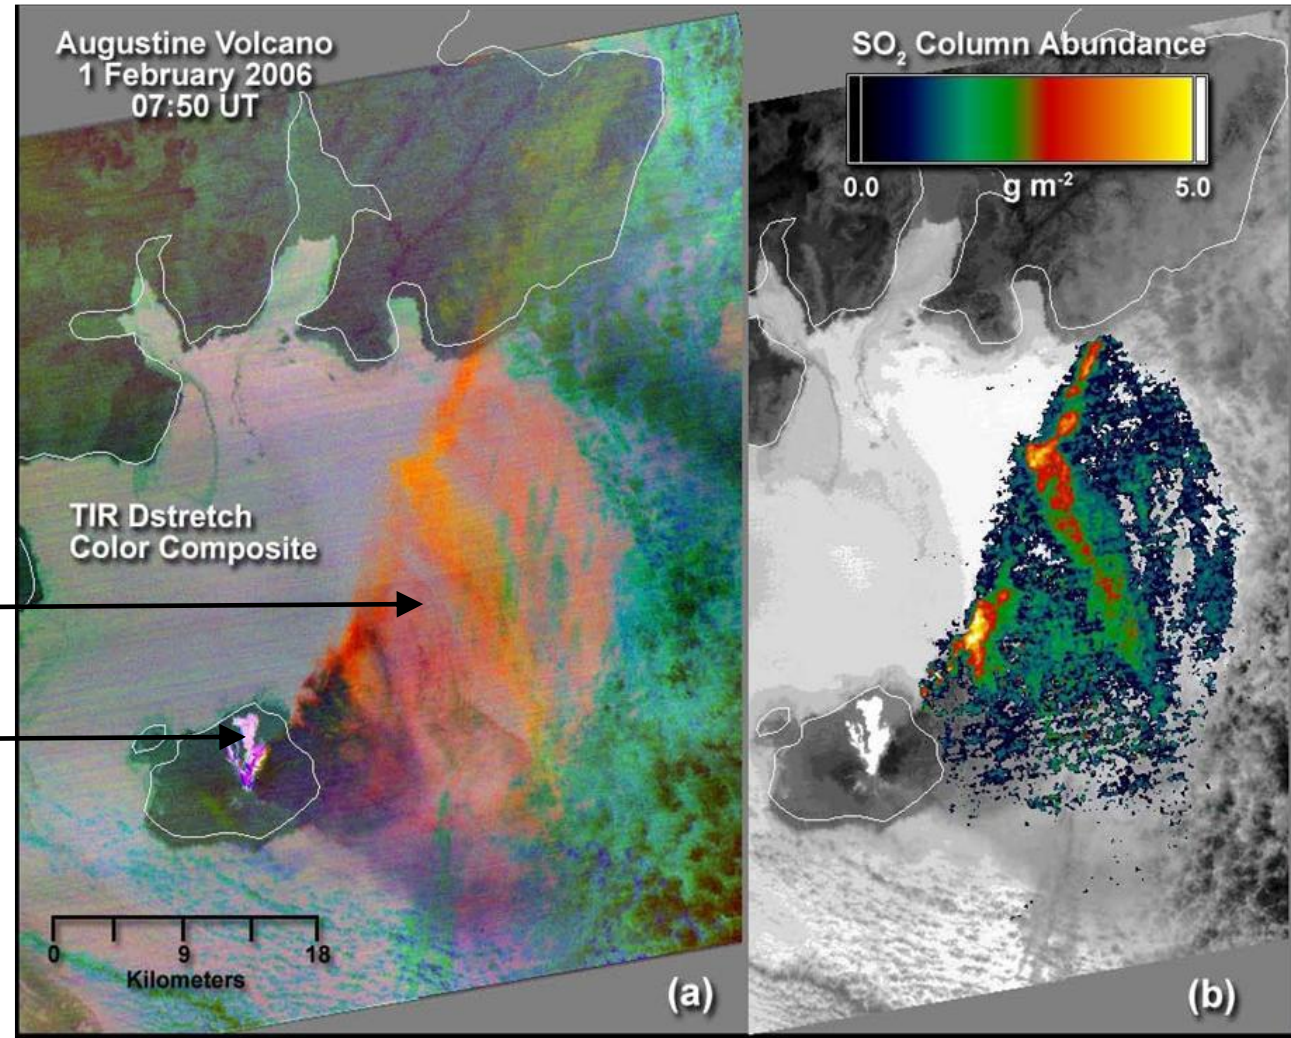 Augustine Volcano
1 February 2006
07:50 UT
TIR Dstretch
Color Composite
0 9 18
Kilometers
(a)
SO₂ Column Abundance
0.0 g m⁻² 5.0
(b)